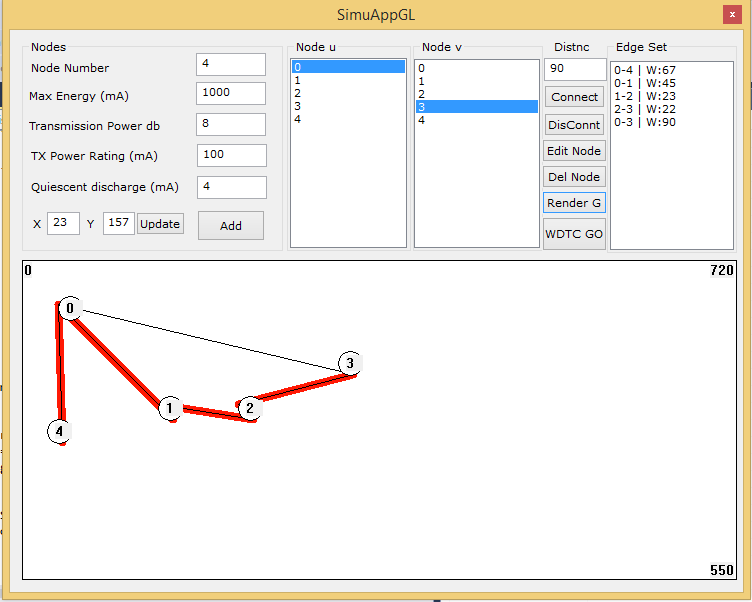 SimuAppGL
x
Nodes
Node Number 4
Max Energy (mA) 1000
Transmission Power db 8
TX Power Rating (mA) 100
Quiescent discharge (mA) 4
X 23 Y 157 Update Add
Node u
0
1
2
3
4
Node v
0
1
2
3
4
Distnc
90
Connect
DisConnt
Edit Node
Del Node
Render G
WDTC GO
Edge Set
0-4 | W:67
0-1 | W:45
1-2 | W:23
2-3 | W:22
0-3 | W:90
0 720
0
3
1 2
4
550